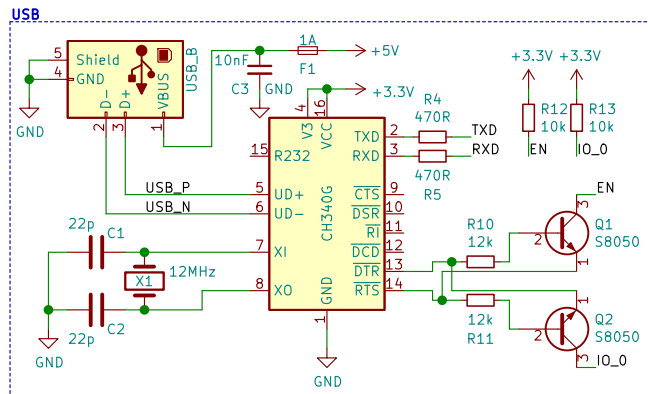 USB
5 Shield
4 GND
USB_B
D-
D+
VBUS
2
3
1
GND
10nF
C3
GND
1A
F1
+5V
+3.3V
4
16
V3
VCC
15 R232
TXD 2
RXD 3
R4
470R
TXD
RXD
470R
R5
USB_P
USB_N
5 UD+
6 UD-
CH340G
CTS 9
DSR 10
RI 11
DCD 12
DTR 13
RTS 14
7 XI
8 XO
GND
1
GND
22p
C1
12MHz
X1
C2
22p
GND
+3.3V
+3.3V
R12
10k
R13
10k
EN
IO_0
EN
3
Q1
S8050
2
1
R10
12k
12k
R11
1
2
Q2
S8050
3
IO_0